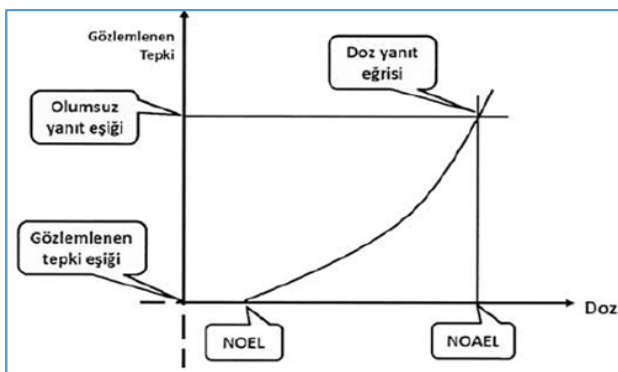 Gözlemlenen
Tepki
Doz yanıt
eğrisi
Olumsuz
yanıt eşiği
Gözlemlenen
tepki eşiği
Doz
NOEL
NOAEL